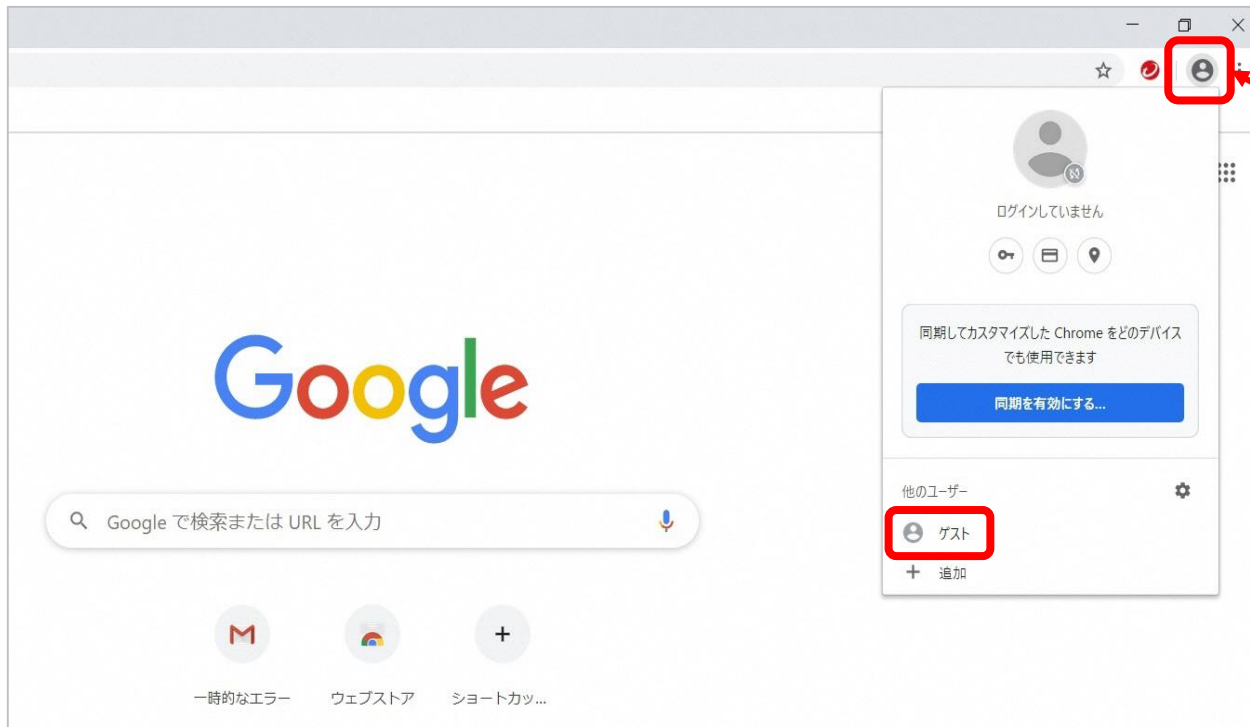 ログインしていません
同期してカスタマイズした Chrome をどのデバイス
でも使用できます
同期を有効にする...
Google
Google で検索または URL を入力
他のユーザー
ゲスト
追加
一時的なエラー
ウェブストア
ショートカッ...